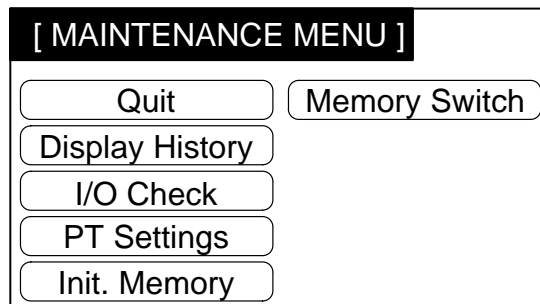 [ MAINTENANCE MENU ]
Quit
Memory Switch
Display History
I/O Check
PT Settings
Init. Memory